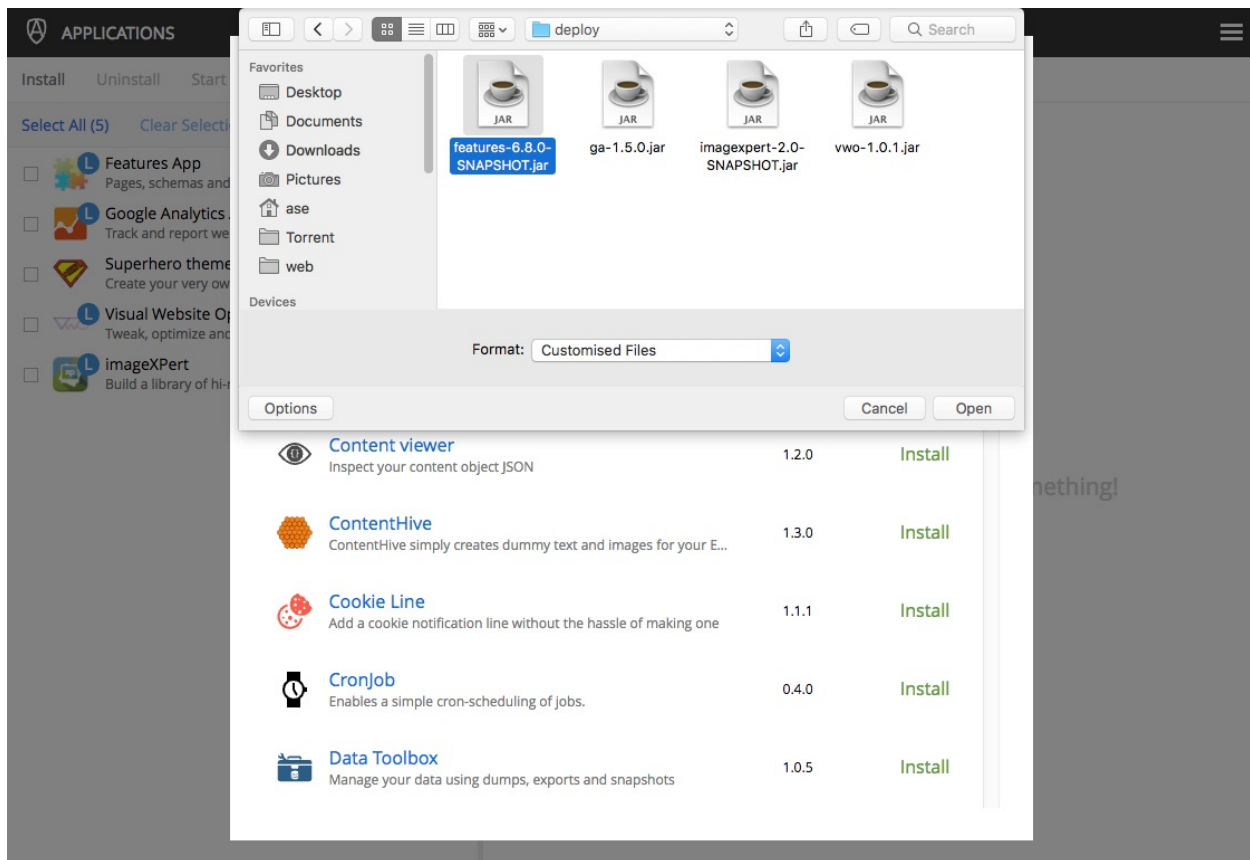 APPLICATIONS
deploy
Search
Install Uninstall Start
Select All (5) Clear Selecti
Features App
Pages, schemas and
Google Analytics
Track and report we
Superhero theme
Create your very ow
Visual Website Op
Tweak, optimize and
imageXPert
Build a library of hi-r
Favorites
Desktop
Documents
Downloads
Pictures
ase
Torrent
web
Devices
JAR
features-6.8.0-
SNAPSHOT.jar
JAR
ga-1.5.0.jar
JAR
imagexpert-2.0-
SNAPSHOT.jar
JAR
vwo-1.0.1.jar
Format: Customised Files
Options Cancel Open
Content viewer
Inspect your content object JSON
1.2.0 Install
ContentHive
ContentHive simply creates dummy text and images for your E...
1.3.0 Install
Cookie Line
Add a cookie notification line without the hassle of making one
1.1.1 Install
CronJob
Enables a simple cron-scheduling of jobs.
0.4.0 Install
Data Toolbox
Manage your data using dumps, exports and snapshots
1.0.5 Install
nething!